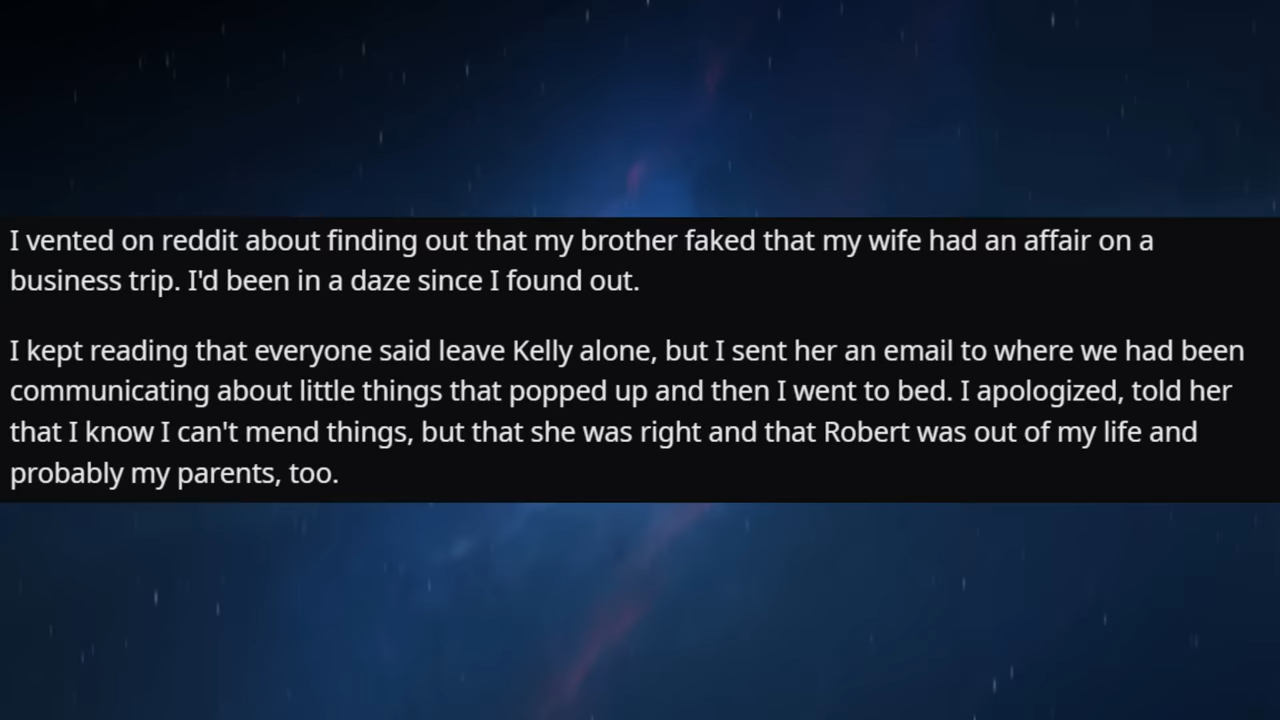 I vented on reddit about finding out that my brother faked that my wife had an affair on a
business trip. I'd been in a daze since I found out.
I kept reading that everyone said leave Kelly alone, but I sent her an email to where we had been
communicating about little things that popped up and then I went to bed. I apologized, told her
that I know I can't mend things, but that she was right and that Robert was out of my life and
probably my parents, too.